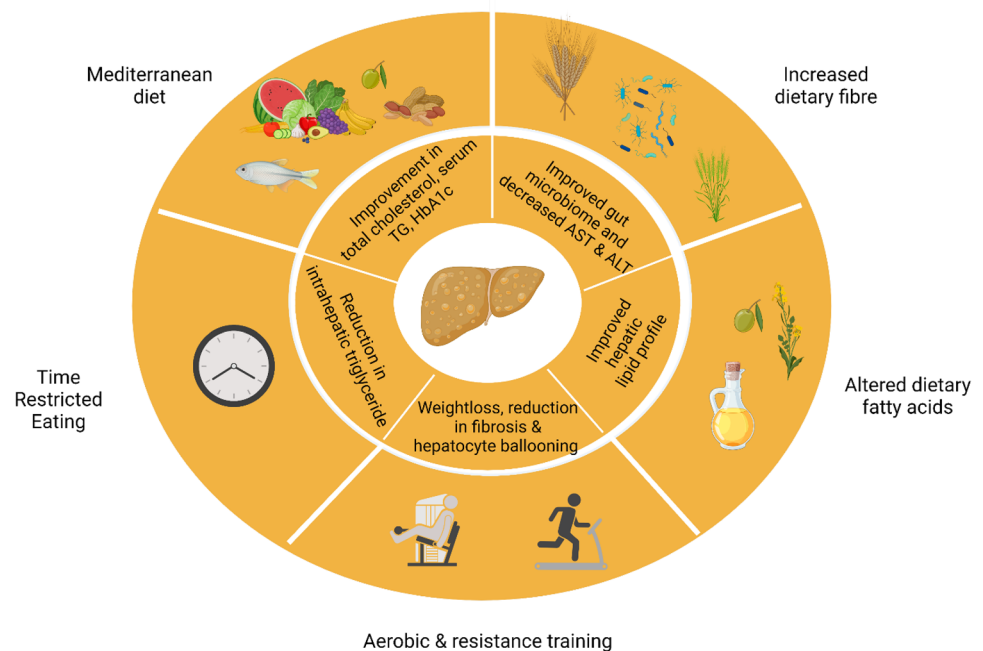 Mediterranean
diet
Increased
dietary fibre
Improvement in
total cholesterol, serum
TG, HbA1c
Improved gut
microbiome and
decreased AST & ALT
Reduction in
intrahepatic triglyceride
Improved
hepatic
lipid profile
Weightloss, reduction
in fibrosis &
hepatocyte ballooning
Time
Restricted
Eating
Altered dietary
fatty acids
Aerobic & resistance training